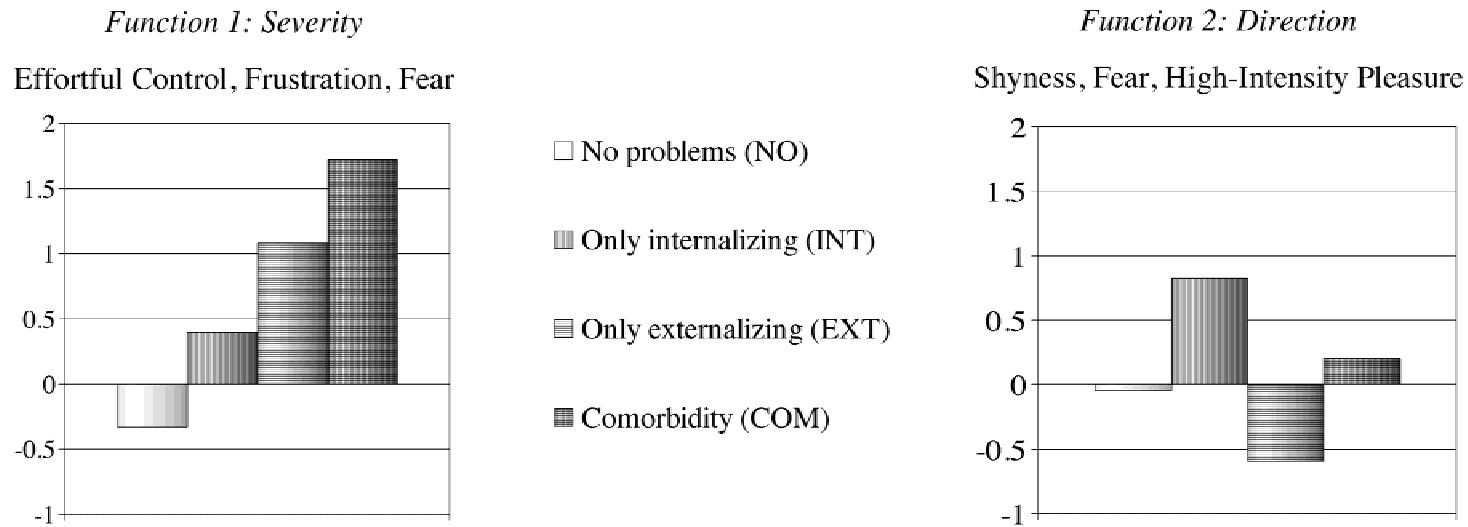 Function 1: Severity
Effortful Control, Frustration, Fear
2
1.5
1
0.5
0
-0.5
-1
No problems (NO)
Only internalizing (INT)
Only externalizing (EXT)
Comorbidity (COM)
Function 2: Direction
Shyness, Fear, High-Intensity Pleasure
2
1.5
1
0.5
0
-0.5
-1